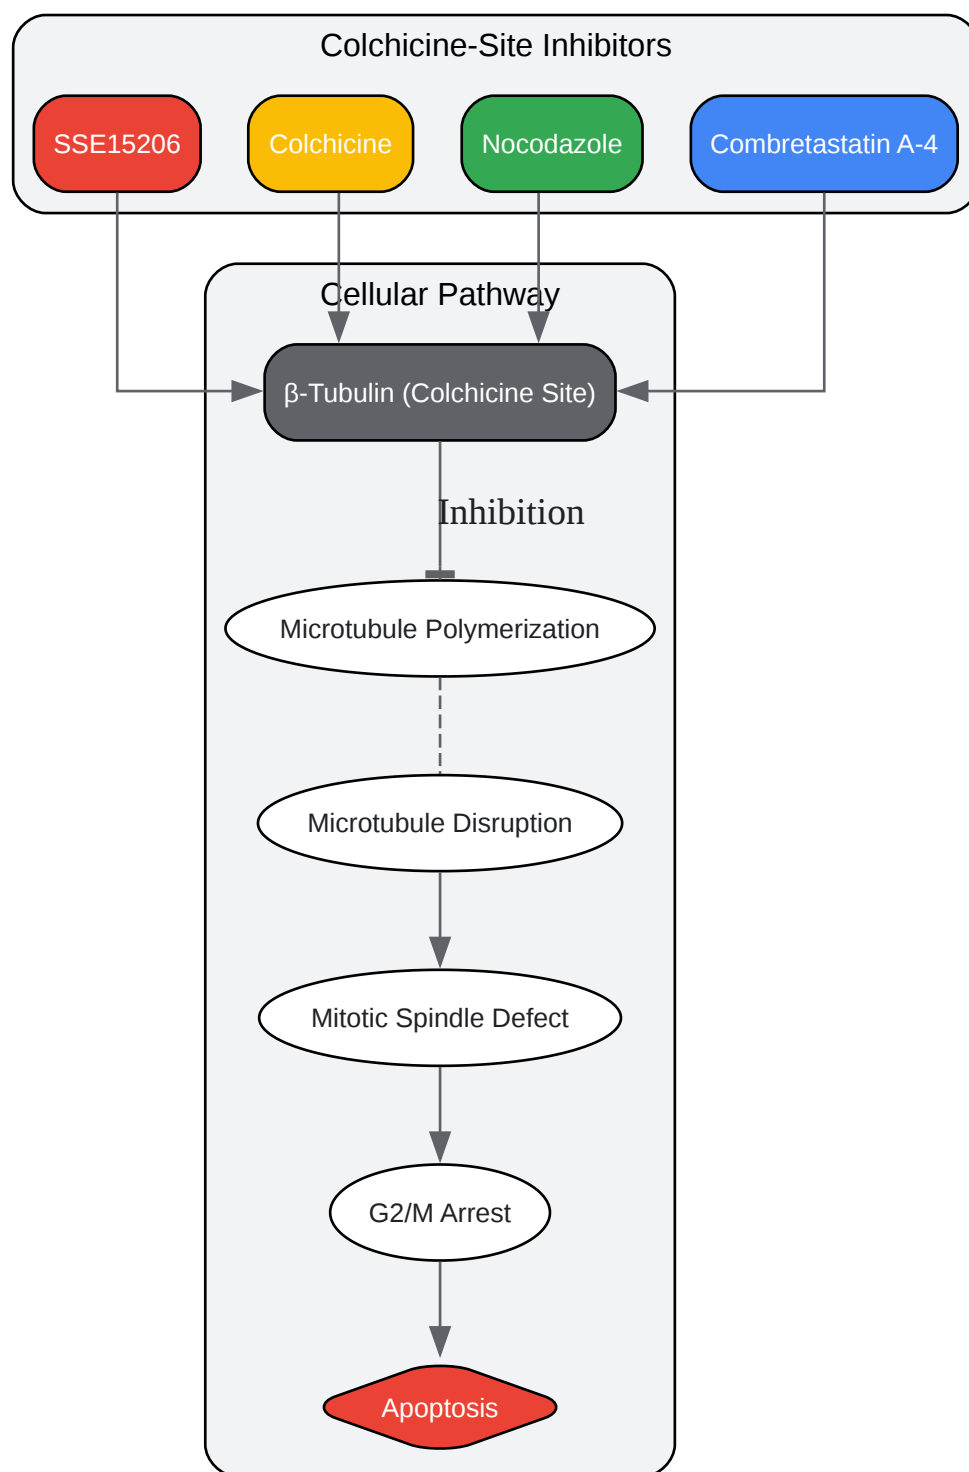 Colchicine-Site Inhibitors
SSE15206
Colchicine
Nocodazole
Combretastatin A-4
Cellular Pathway
β-Tubulin (Colchicine Site)
Inhibition
Microtubule Polymerization
Microtubule Disruption
Mitotic Spindle Defect
G2/M Arrest
Apoptosis